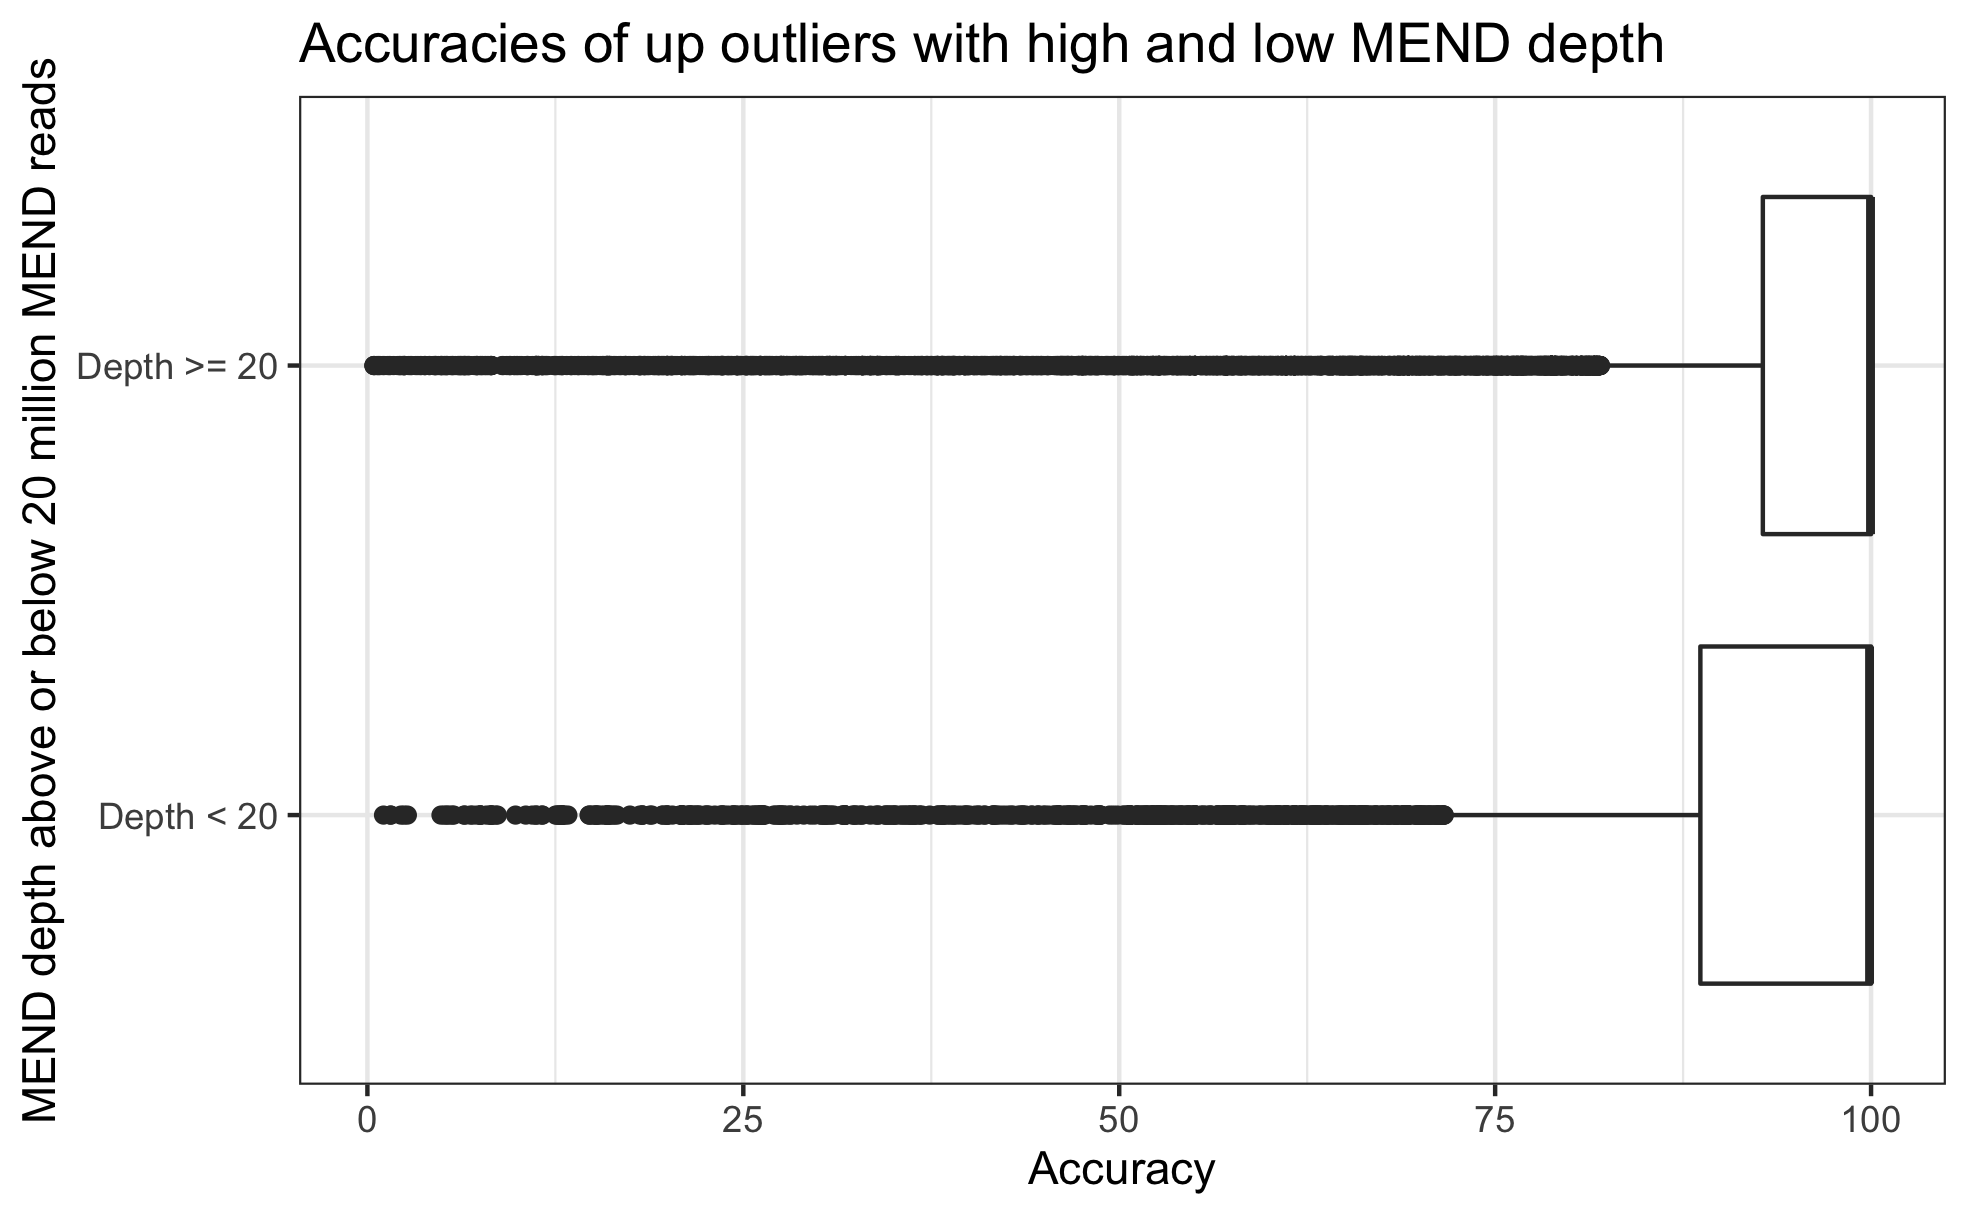 Accuracies of up outliers with high and low MEND depth
MEND depth above or below 20 million MEND reads
Depth >= 20
Depth < 20
0 25 50 75 100
Accuracy